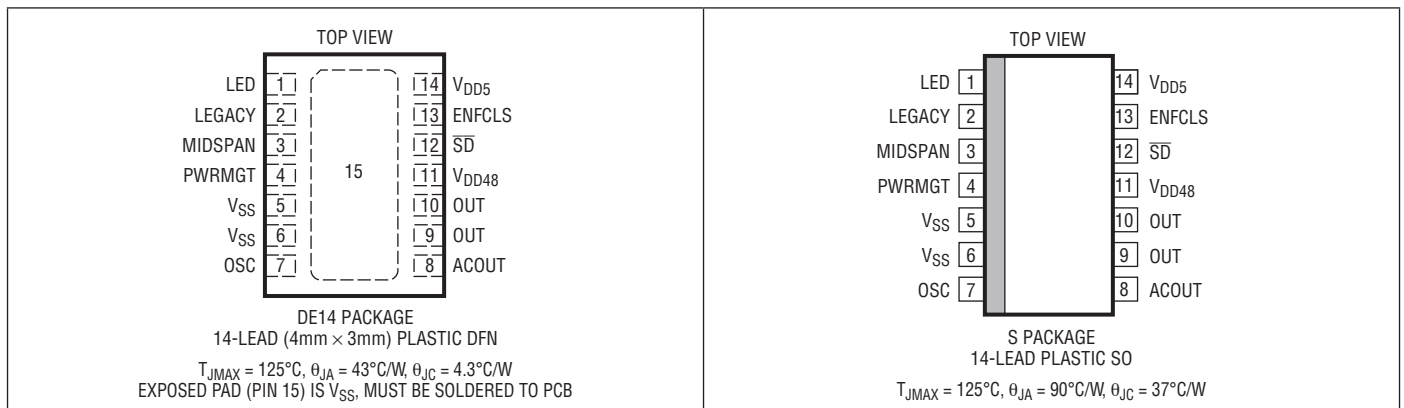 TOP VIEW
LED 1
LEGACY 2
MIDSPAN 3
PWRMGT 4
VSS 5
VSS 6
OSC 7
15
14 VDD5
13 ENFCLS
12 S̅D̅
11 VDD48
10 OUT
9 OUT
8 ACOUT
DE14 PACKAGE
14-LEAD (4mm × 3mm) PLASTIC DFN
TJMAX = 125°C, θJA = 43°C/W, θJC = 4.3°C/W
EXPOSED PAD (PIN 15) IS VSS, MUST BE SOLDERED TO PCB
TOP VIEW
LED 1
LEGACY 2
MIDSPAN 3
PWRMGT 4
VSS 5
VSS 6
OSC 7
14 VDD5
13 ENFCLS
12 S̅D̅
11 VDD48
10 OUT
9 OUT
8 ACOUT
S PACKAGE
14-LEAD PLASTIC SO
TJMAX = 125°C, θJA = 90°C/W, θJC = 37°C/W